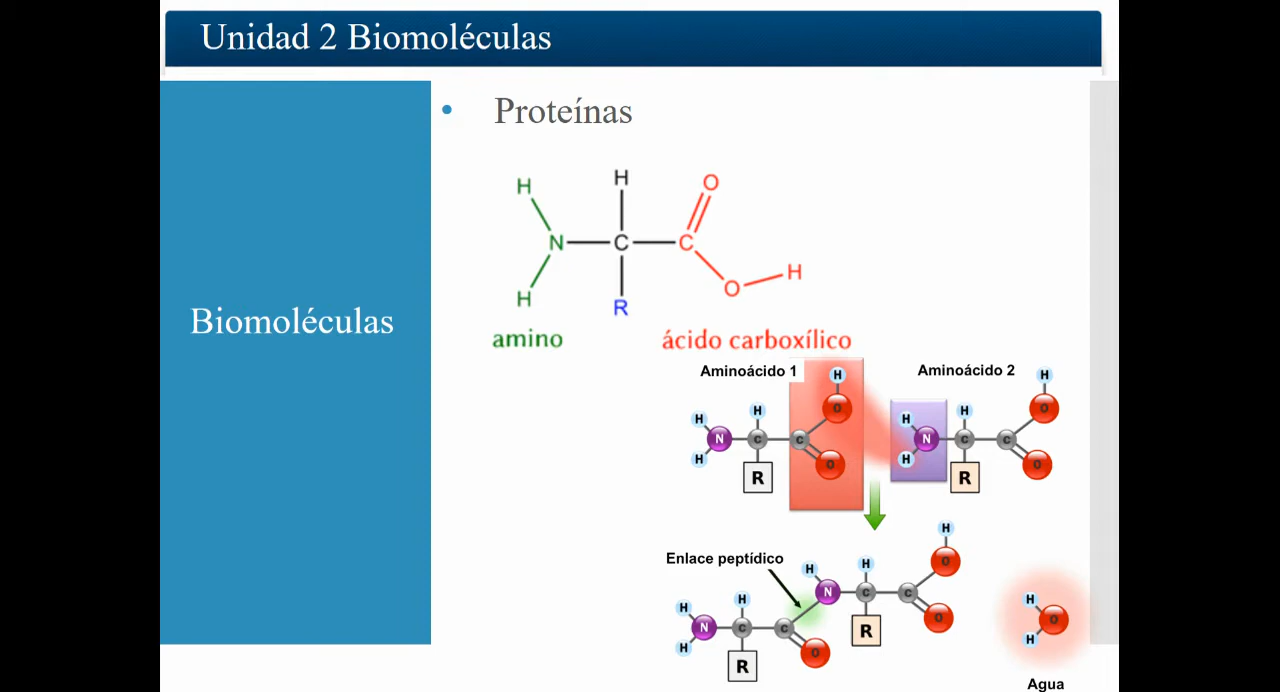 Unidad 2 Biomoléculas
Biomoléculas
• Proteínas
H H O
N C C
H
O
H R
amino ácido carboxílico
Aminoácido 1 Aminoácido 2
H H
O O
H H H H
N C C N C C
H H
O O
R R
H
Enlace peptídico
O
H H
N C C
H H H
O
H O
N C C R
H
O
R
Agua